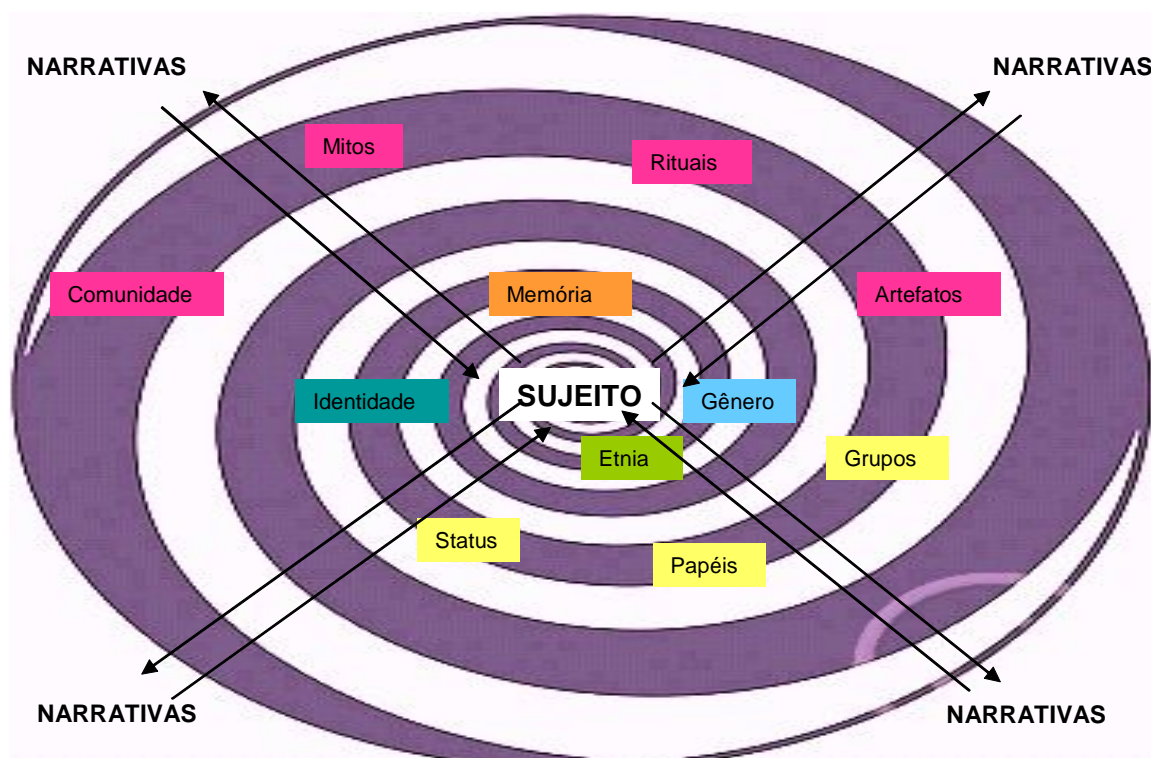 NARRATIVAS
NARRATIVAS
Mitos
Rituais
Comunidade
Memória
Artefatos
Identidade
SUJEITO
Gênero
Etnia
Grupos
Status
Papéis
NARRATIVAS
NARRATIVAS